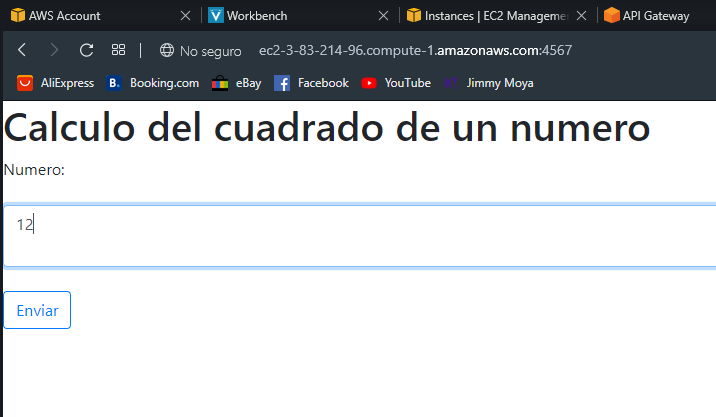 AWS Account
Workbench
Instances | EC2 Managemen
API Gateway
No seguro
ec2-3-83-214-96.compute-1.amazonaws.com:4567
AliExpress
B. Booking.com
eBay
Facebook
YouTube
Jimmy Moya
Calculo del cuadrado de un numero
Numero:
12
Enviar